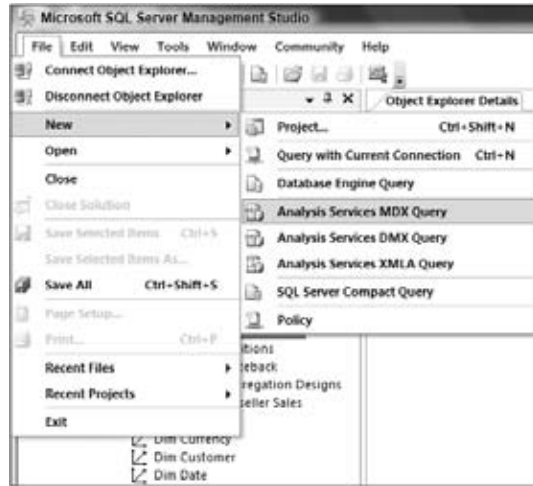 Microsoft SQL Server Management Studio
File Edit View Tools Window Community Help
Connect Object Explorer...
Disconnect Object Explorer
New
Open
Close
Close Solution
Save Selected Items Ctrl+S
Save Selected Items As...
Save All Ctrl+Shift+S
Page Setup...
Print... Ctrl+P
Recent Files
Recent Projects
Exit
Object Explorer Details
Project... Ctrl+Shift+N
Query with Current Connection Ctrl+N
Database Engine Query
Analysis Services MDX Query
Analysis Services DMX Query
Analysis Services XMLA Query
SQL Server Compact Query
Policy
itions
teback
regation Designs
seller Sales
Dim Currency
Dim Customer
Dim Date